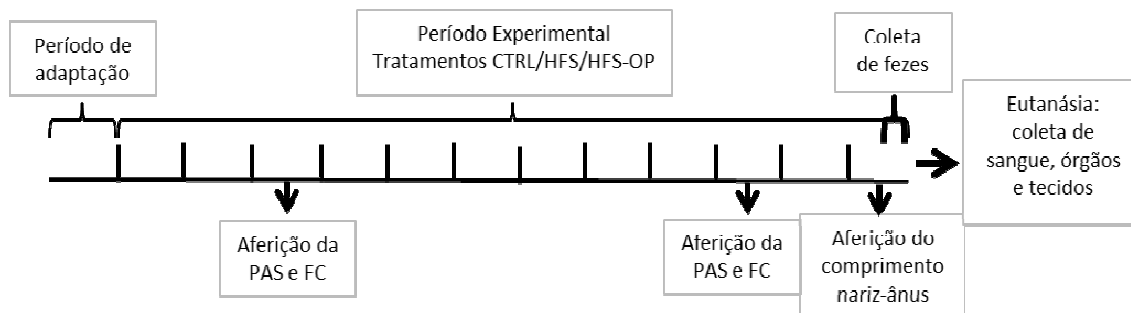 Período de
adaptação
Período Experimental
Tratamentos CTRL/HFS/HFS-OP
Coleta
de fezes
Eutanásia:
coleta de
sangue, órgãos
e tecidos
Aferição da
PAS e FC
Aferição da
PAS e FC
Aferição do
comprimento
nariz-ânus